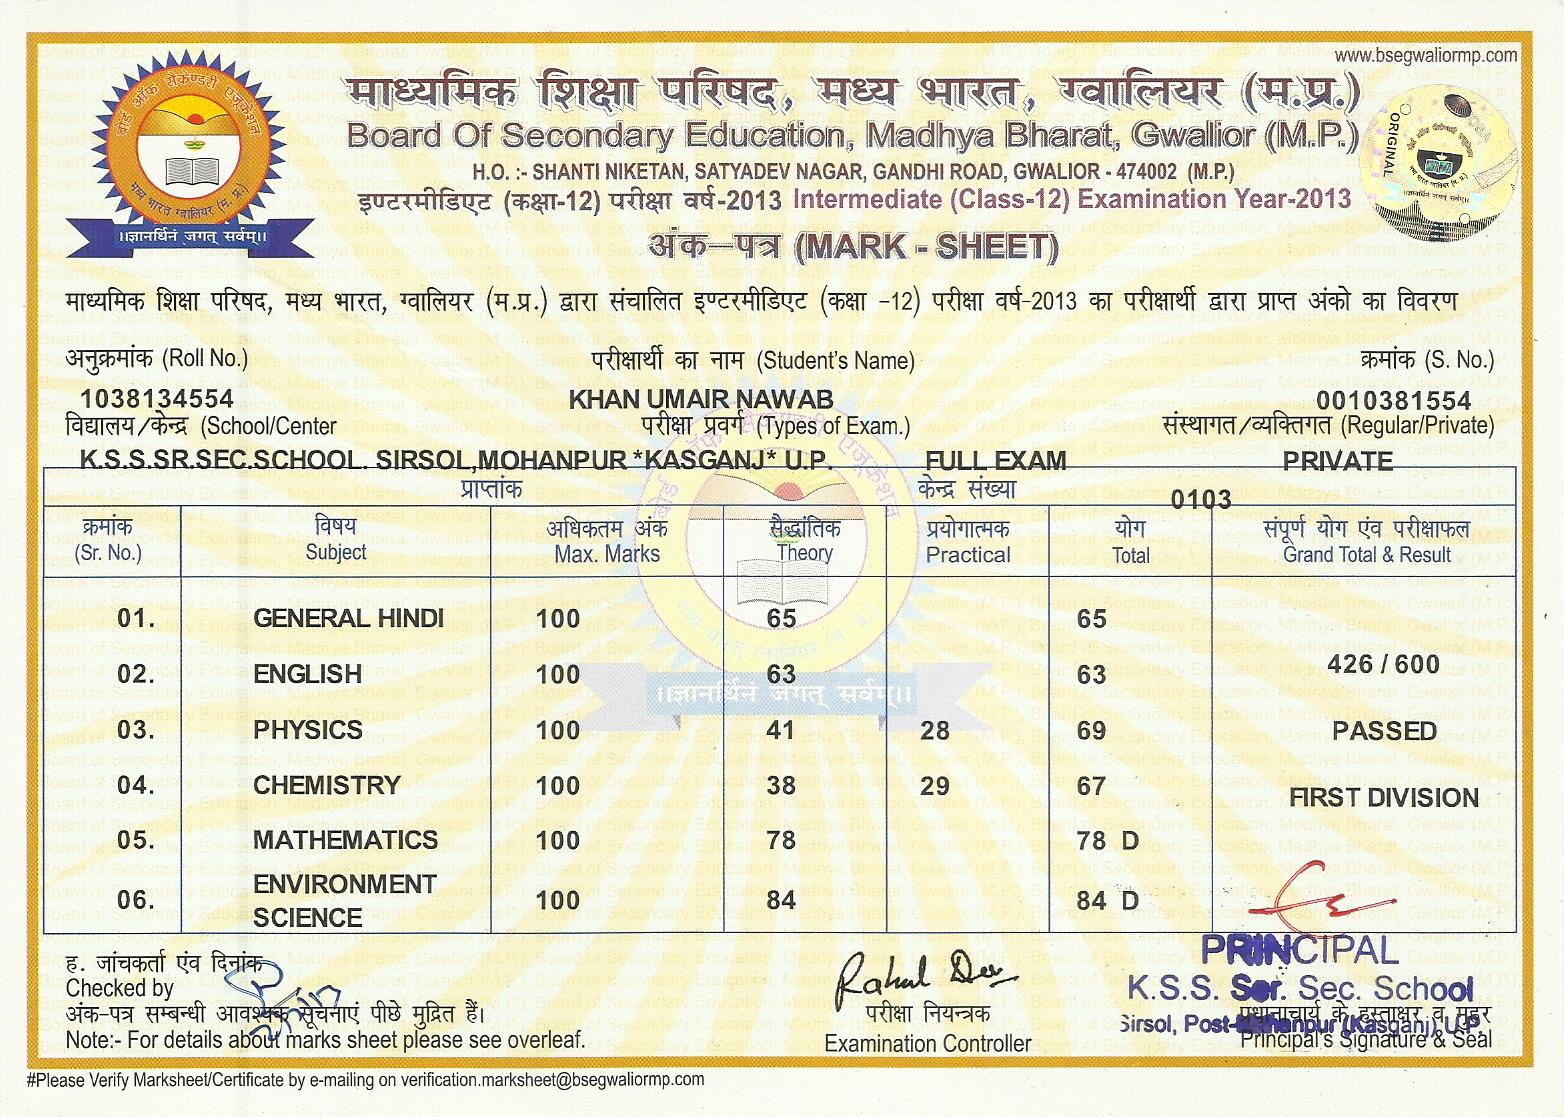 www.bsegwaliormp.com
माध्यमिक शिक्षा परिषद, मध्य भारत, ग्वालियर (म.प्र.)
Board Of Secondary Education, Madhya Bharat, Gwalior (M.P.)
H.O. :- SHANTI NIKETAN, SATYADEV NAGAR, GANDHI ROAD, GWALIOR - 474002 (M.P.)
इण्टरमीडिएट (कक्षा-12) परीक्षा वर्ष-2013 Intermediate (Class-12) Examination Year-2013
अंक–पत्र (MARK - SHEET)
बोर्ड ऑफ सैकेण्डरी एजूकेशन
मध्य भारत ग्वालियर (म. प्र.)
।।ज्ञानर्धिनं जगत् सर्वम्।।
ORIGINAL
माध्यमिक शिक्षा परिषद, मध्य भारत, ग्वालियर (म.प्र.) द्वारा संचालित इण्टरमीडिएट (कक्षा -12) परीक्षा वर्ष-2013 का परीक्षार्थी द्वारा प्राप्त अंको का विवरण
अनुक्रमांक (Roll No.) परीक्षार्थी का नाम (Student's Name) क्रमांक (S. No.)
1038134554 KHAN UMAIR NAWAB 0010381554
विद्यालय/केन्द्र (School/Center परीक्षा प्रवर्ग (Types of Exam.) संस्थागत/व्यक्तिगत (Regular/Private)
K.S.S.SR.SEC.SCHOOL. SIRSOL,MOHANPUR *KASGANJ* U.P. FULL EXAM PRIVATE
प्राप्तांक केन्द्र संख्या 0103
क्रमांक विषय अधिकतम अंक सैद्धांतिक प्रयोगात्मक योग संपूर्ण योग एंव परीक्षाफल
(Sr. No.) Subject Max. Marks Theory Practical Total Grand Total & Result
01. GENERAL HINDI 100 65 65
02. ENGLISH 100 63 63
426 / 600
03. PHYSICS 100 41 28 69 PASSED
04. CHEMISTRY 100 38 29 67
FIRST DIVISION
05. MATHEMATICS 100 78 78 D
06. ENVIRONMENT SCIENCE 100 84 84 D
।।ज्ञानर्धिनं जगत् सर्वम्।।
ह. जांचकर्ता एंव दिनांक
Checked by
अंक-पत्र सम्बन्धी आवश्यक सूचनाएं पीछे मुद्रित हैं।
Note:- For details about marks sheet please see overleaf.
Rahul Dev
परीक्षा नियन्त्रक
Examination Controller
PRINCIPAL
K.S.S. Ser. Sec. School
Sirsol, Post-Mohanpur (Kasganj) U.P.
प्रधानाचार्य के हस्ताक्षर व मुहर
Principal's Signature & Seal
#Please Verify Marksheet/Certificate by e-mailing on verification.marksheet@bsegwaliormp.com